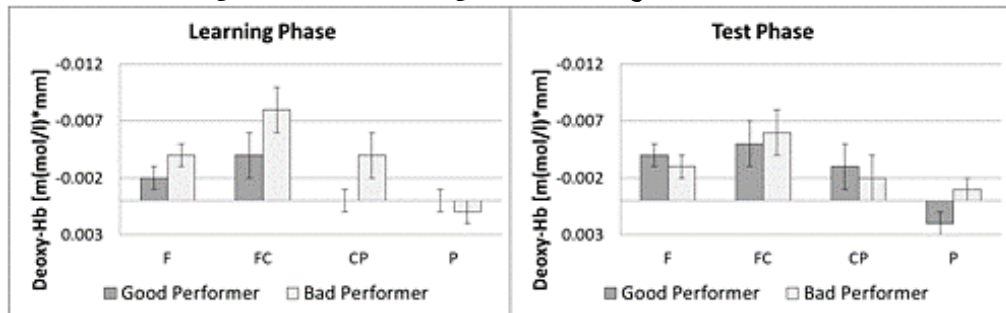 Learning Phase
Deoxy-Hb [m(mol/l)*mm]
-0.012
-0.007
-0.002
0.003
F FC CP P
Good Performer Bad Performer
Test Phase
Deoxy-Hb [m(mol/l)*mm]
-0.012
-0.007
-0.002
0.003
F FC CP P
Good Performer Bad Performer